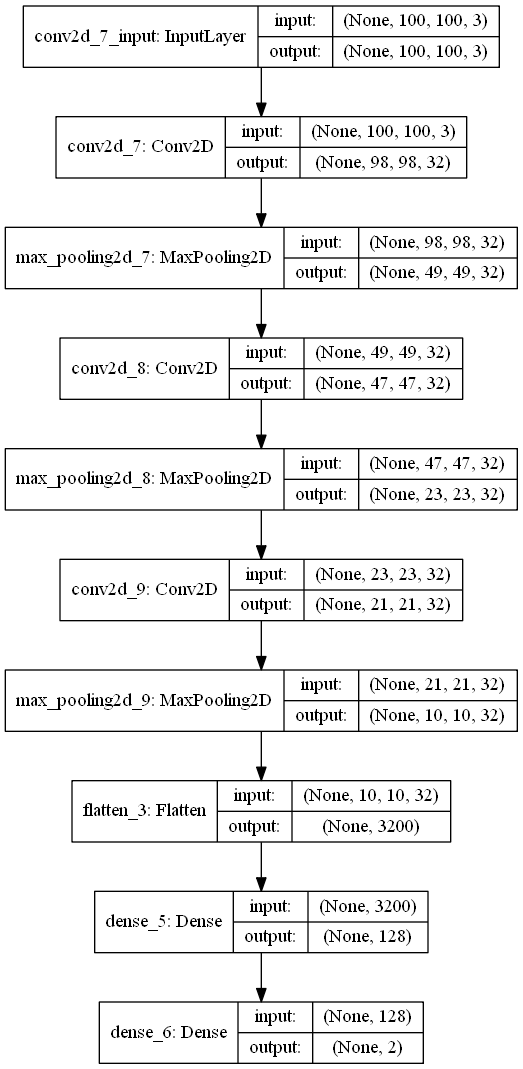 conv2d_7_input: InputLayer
input: (None, 100, 100, 3)
output: (None, 100, 100, 3)
conv2d_7: Conv2D
input: (None, 100, 100, 3)
output: (None, 98, 98, 32)
max_pooling2d_7: MaxPooling2D
input: (None, 98, 98, 32)
output: (None, 49, 49, 32)
conv2d_8: Conv2D
input: (None, 49, 49, 32)
output: (None, 47, 47, 32)
max_pooling2d_8: MaxPooling2D
input: (None, 47, 47, 32)
output: (None, 23, 23, 32)
conv2d_9: Conv2D
input: (None, 23, 23, 32)
output: (None, 21, 21, 32)
max_pooling2d_9: MaxPooling2D
input: (None, 21, 21, 32)
output: (None, 10, 10, 32)
flatten_3: Flatten
input: (None, 10, 10, 32)
output: (None, 3200)
dense_5: Dense
input: (None, 3200)
output: (None, 128)
dense_6: Dense
input: (None, 128)
output: (None, 2)